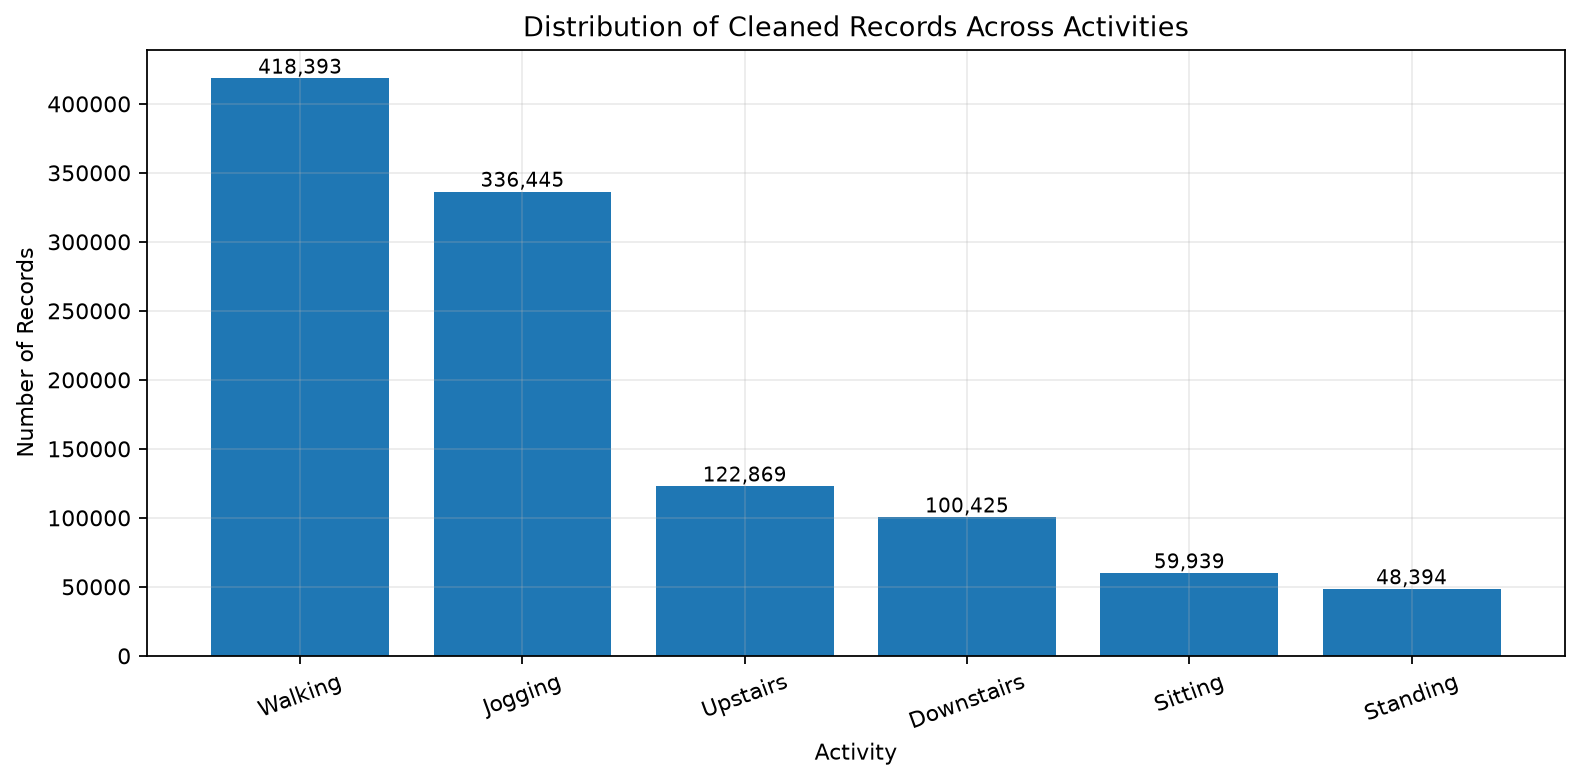 Distribution of Cleaned Records Across Activities
418,393
400000
350000
336,445
300000
250000
200000
150000
122,869
100000
100,425
59,939
50000
48,394
0
Number of Records
Walking
Jogging
Upstairs
Downstairs
Sitting
Standing
Activity